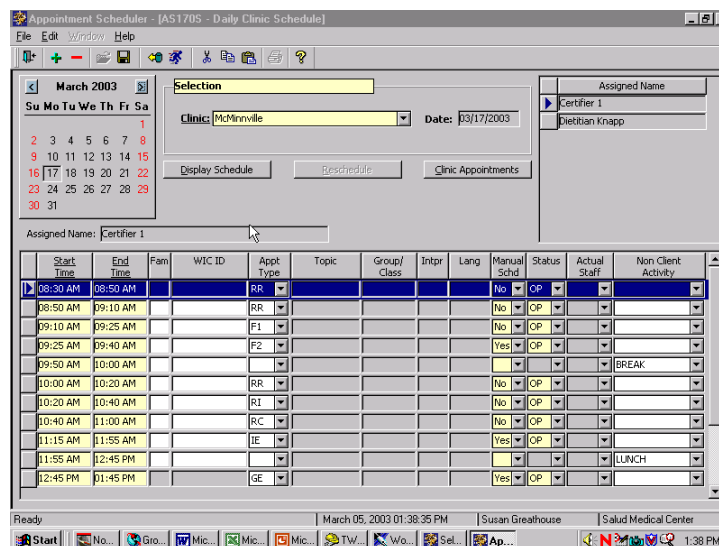 Appointment Scheduler - [AS170S - Daily Clinic Schedule]
File Edit Window Help
March 2003
Su Mo Tu We Th Fr Sa
1
2 3 4 5 6 7 8
9 10 11 12 13 14 15
16 17 18 19 20 21 22
23 24 25 26 27 28 29
30 31
Selection
Clinic: McMinnville Date: 03/17/2003
Display Schedule Reschedule Clinic Appointments
Assigned Name
Certifier 1
Dietitian Knapp
Assigned Name: Certifier 1
Start Time End Time Fam WIC ID Appt Type Topic Group/ Class Intpr Lang Manual Schd Status Actual Staff Non Client Activity
08:30 AM 08:50 AM RR No OP
08:50 AM 09:10 AM RR No OP
09:10 AM 09:25 AM F1 No OP
09:25 AM 09:40 AM F2 Yes OP
09:50 AM 10:00 AM BREAK
10:00 AM 10:20 AM RR No OP
10:20 AM 10:40 AM RI No OP
10:40 AM 11:00 AM RC No OP
11:15 AM 11:55 AM IE Yes OP
11:55 AM 12:45 PM LUNCH
12:45 PM 01:45 PM GE Yes OP
Ready March 05, 2003 01:38:35 PM Susan Greathouse Salud Medical Center
Start No... Gro... Mic... Mic... Mic... TW... Wo... Sel... Ap... 1:38 PM